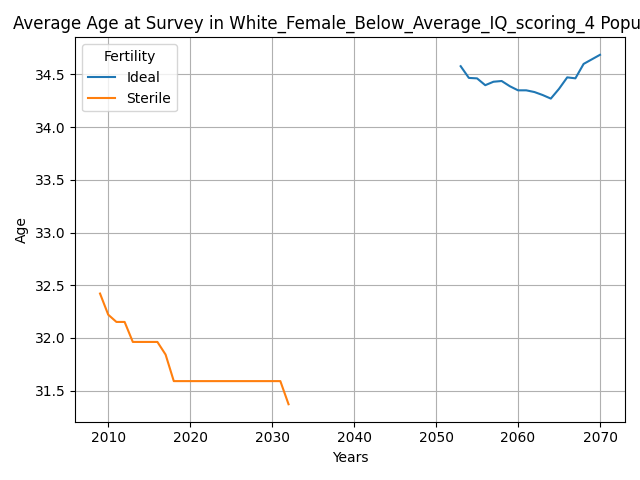 Average Age at Survey in White_Female_Below_Average_IQ_scoring_4 Popu
Fertility
Ideal
Sterile
34.5
34.0
33.5
33.0
32.5
32.0
31.5
Age
2010 2020 2030 2040 2050 2060 2070
Years